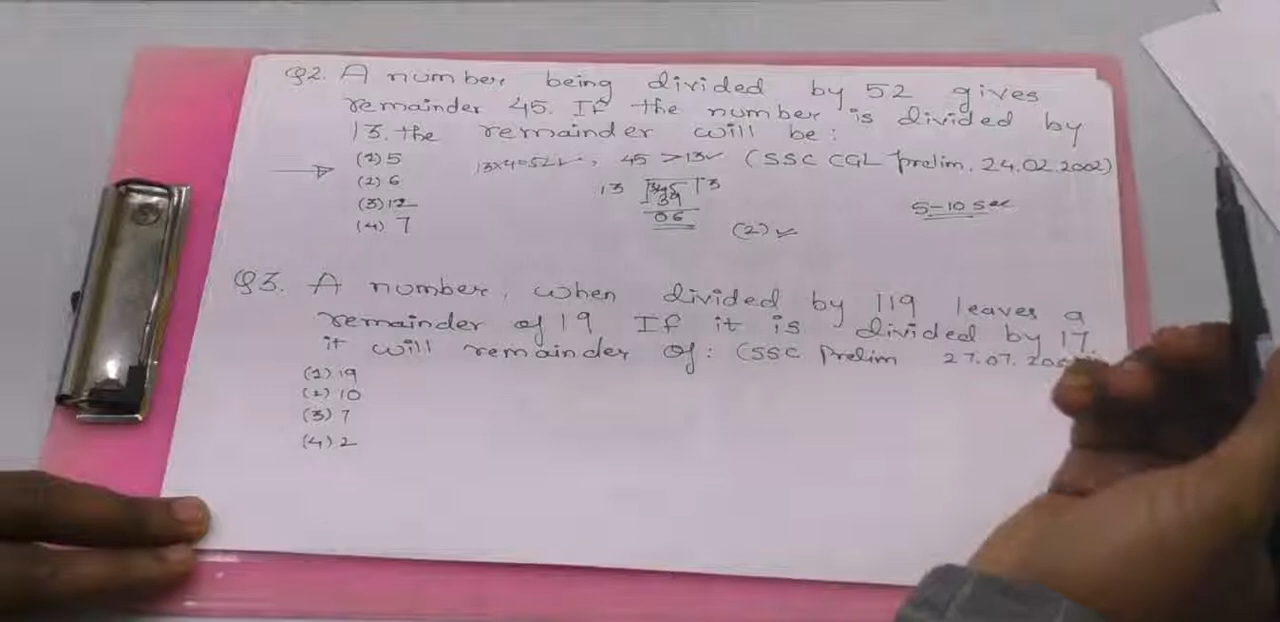 Q2. A number being divided by 52 gives
remainder 45. If the number is divided by
13. the remainder will be:
(1) 5 13x4=52✓, 45 >13✓ (SSC CGL prelim. 24.02.2002)
(2) 6 13 45 3
(3) 12 39 5-10 sec
(4) 7 06 (2)✓
Q3. A number, when divided by 119 leaves a
remainder of 19 If it is divided by 17.
it will remainder of: (SSC Prelim 27.07.
(1) 19
(2) 10
(3) 7
(4) 2